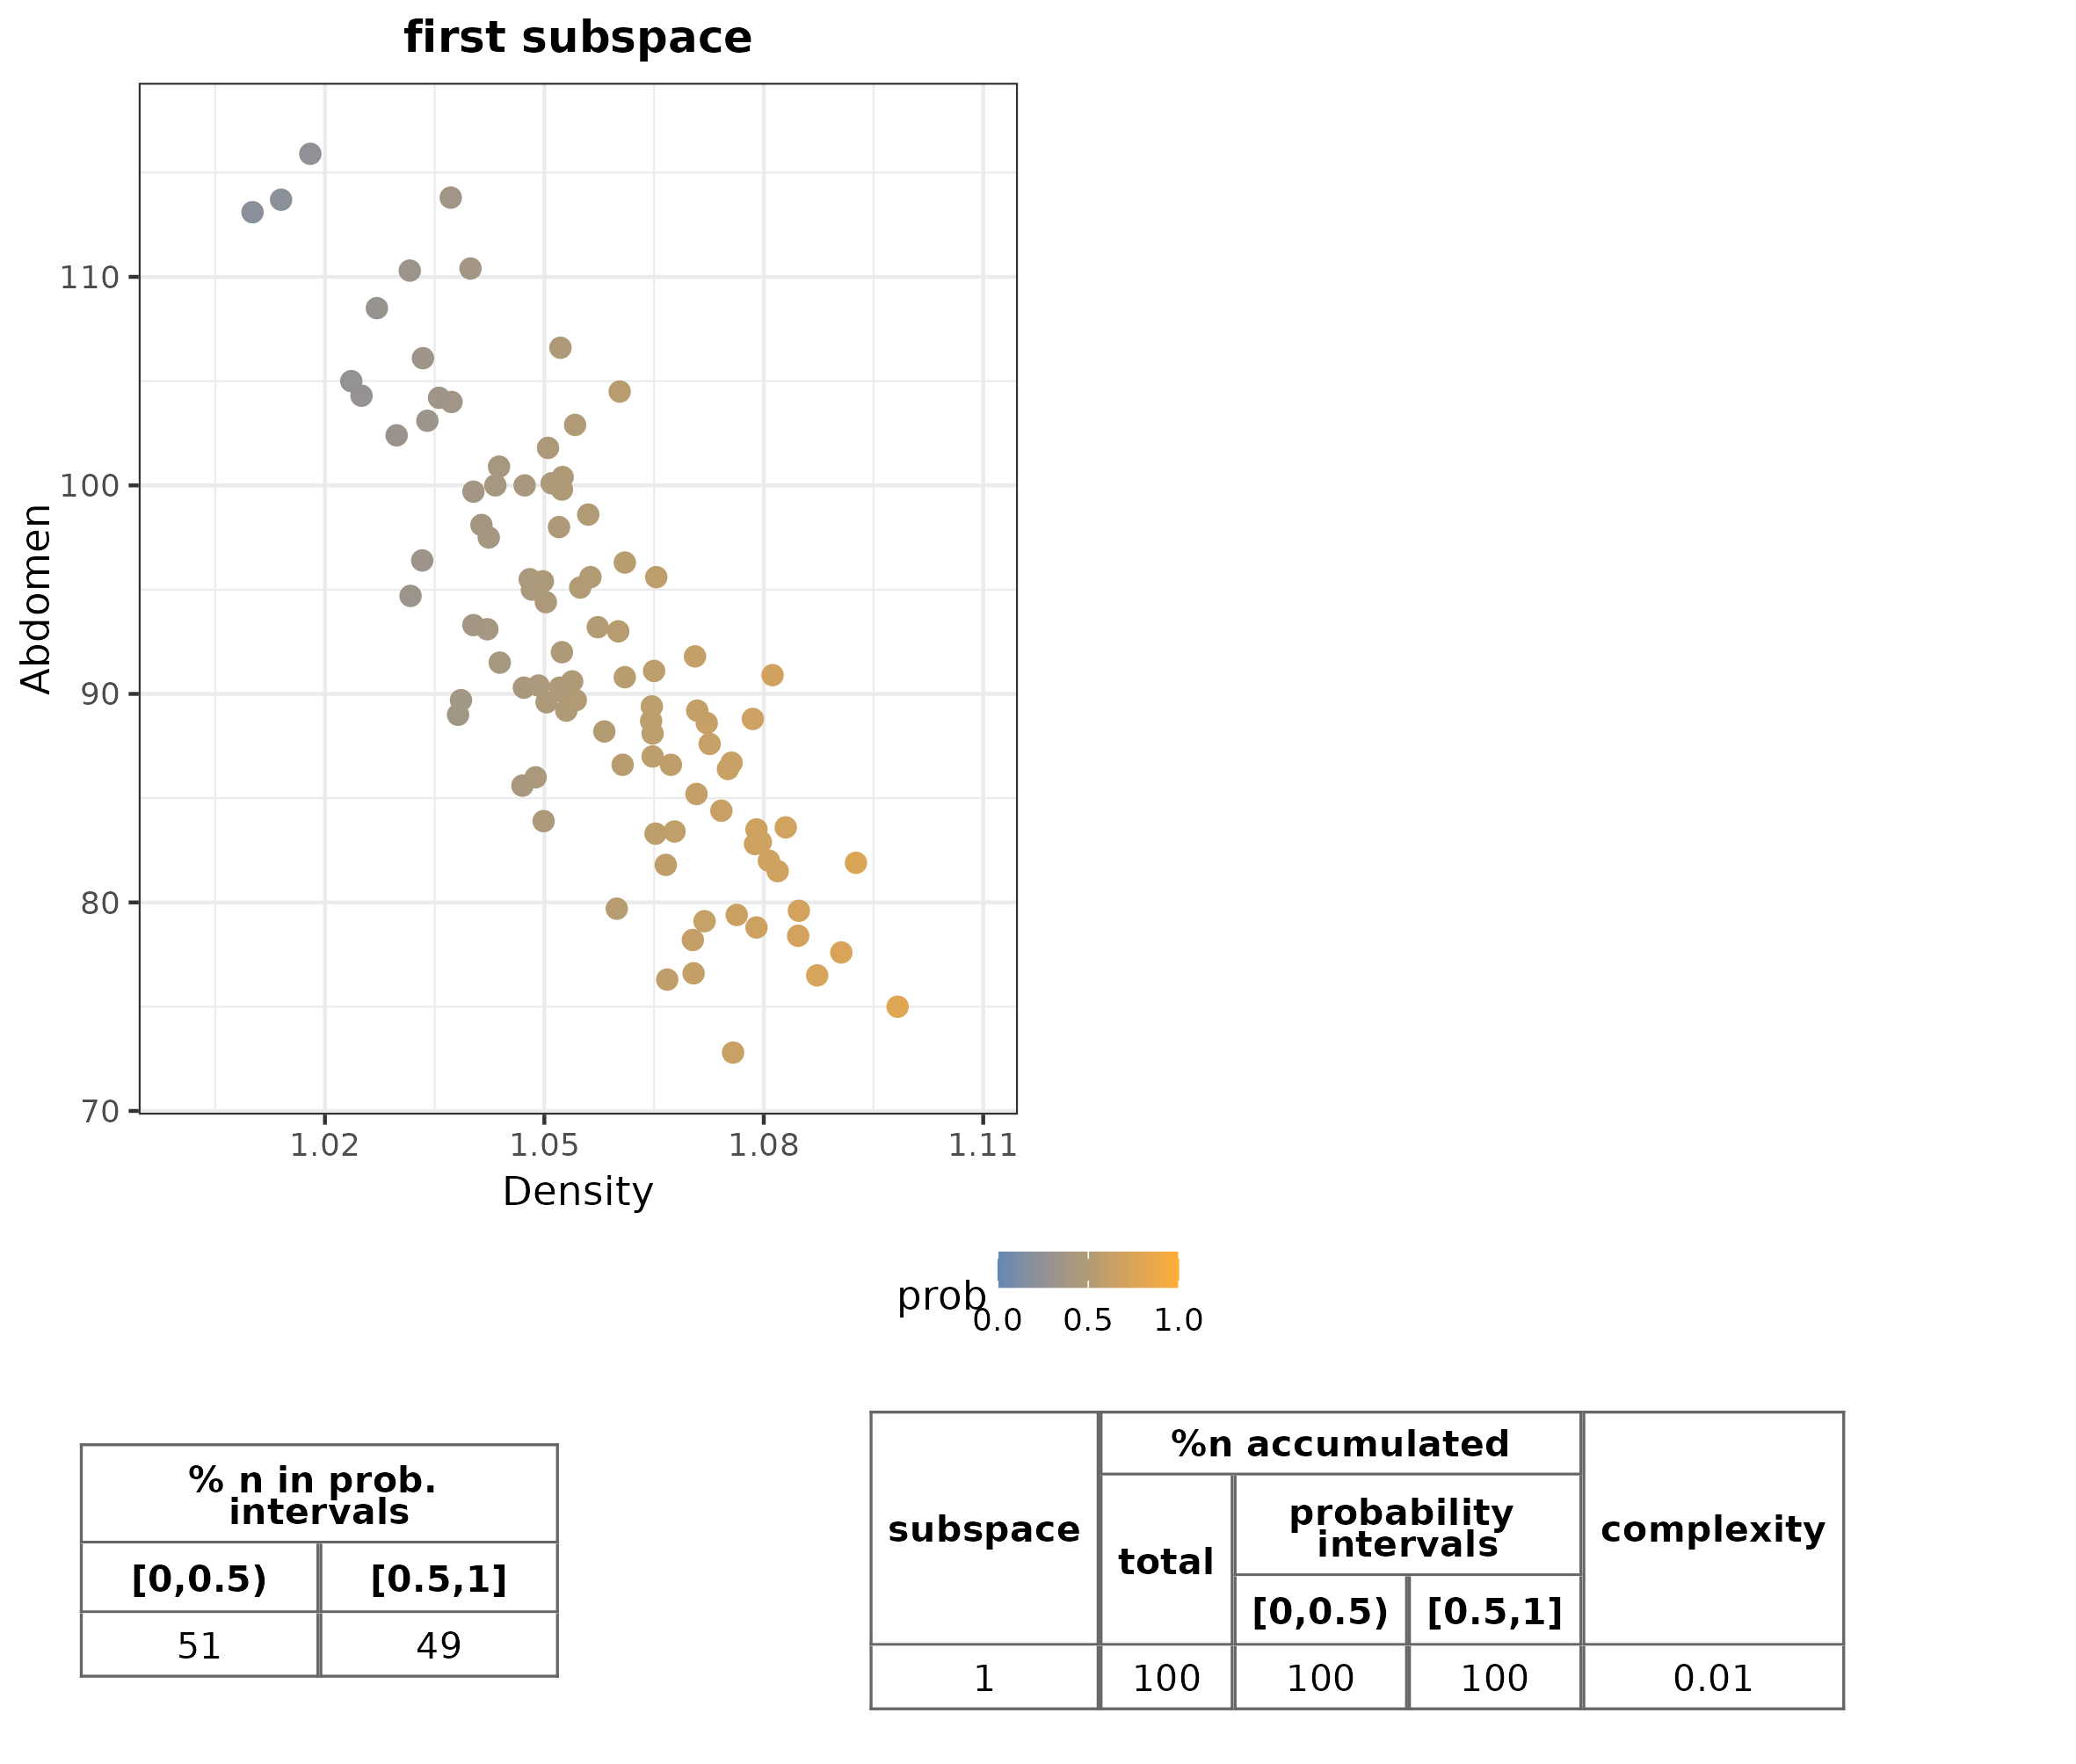 first subspace
Abdomen
110
100
90
80
70
1.02 1.05 1.08 1.11
Density
prob
0.0 0.5 1.0
% n in prob.
intervals
[0,0.5) [0.5,1]
51 49
%n accumulated
subspace
total
probability
intervals
complexity
[0,0.5) [0.5,1]
1 100 100 100 0.01